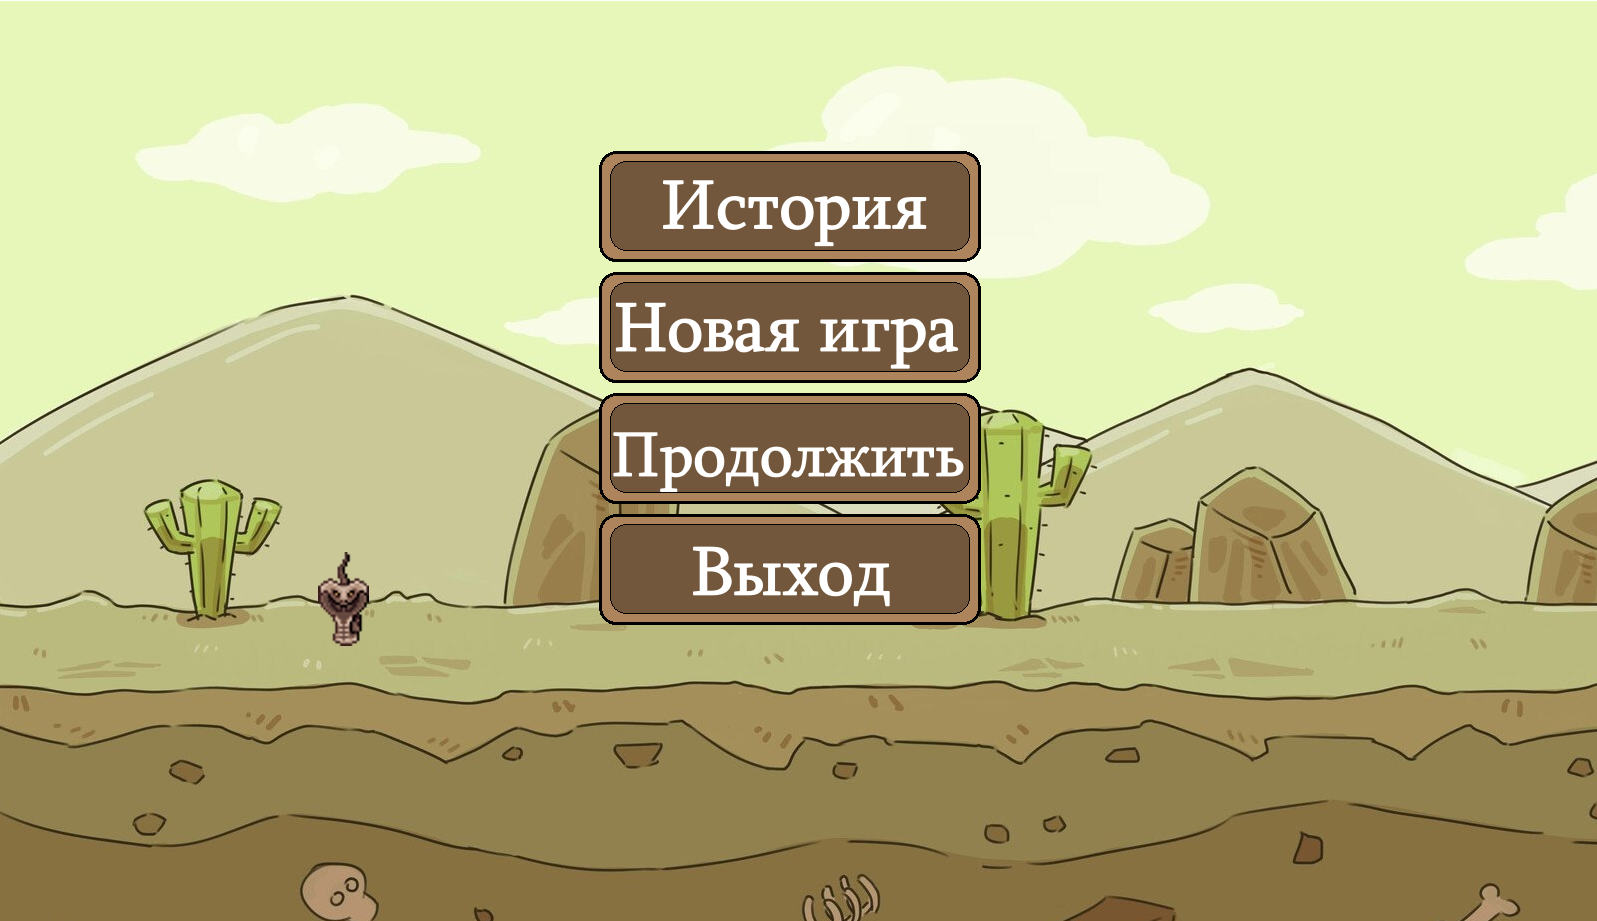 История
Новая игра
Продолжить
Выход